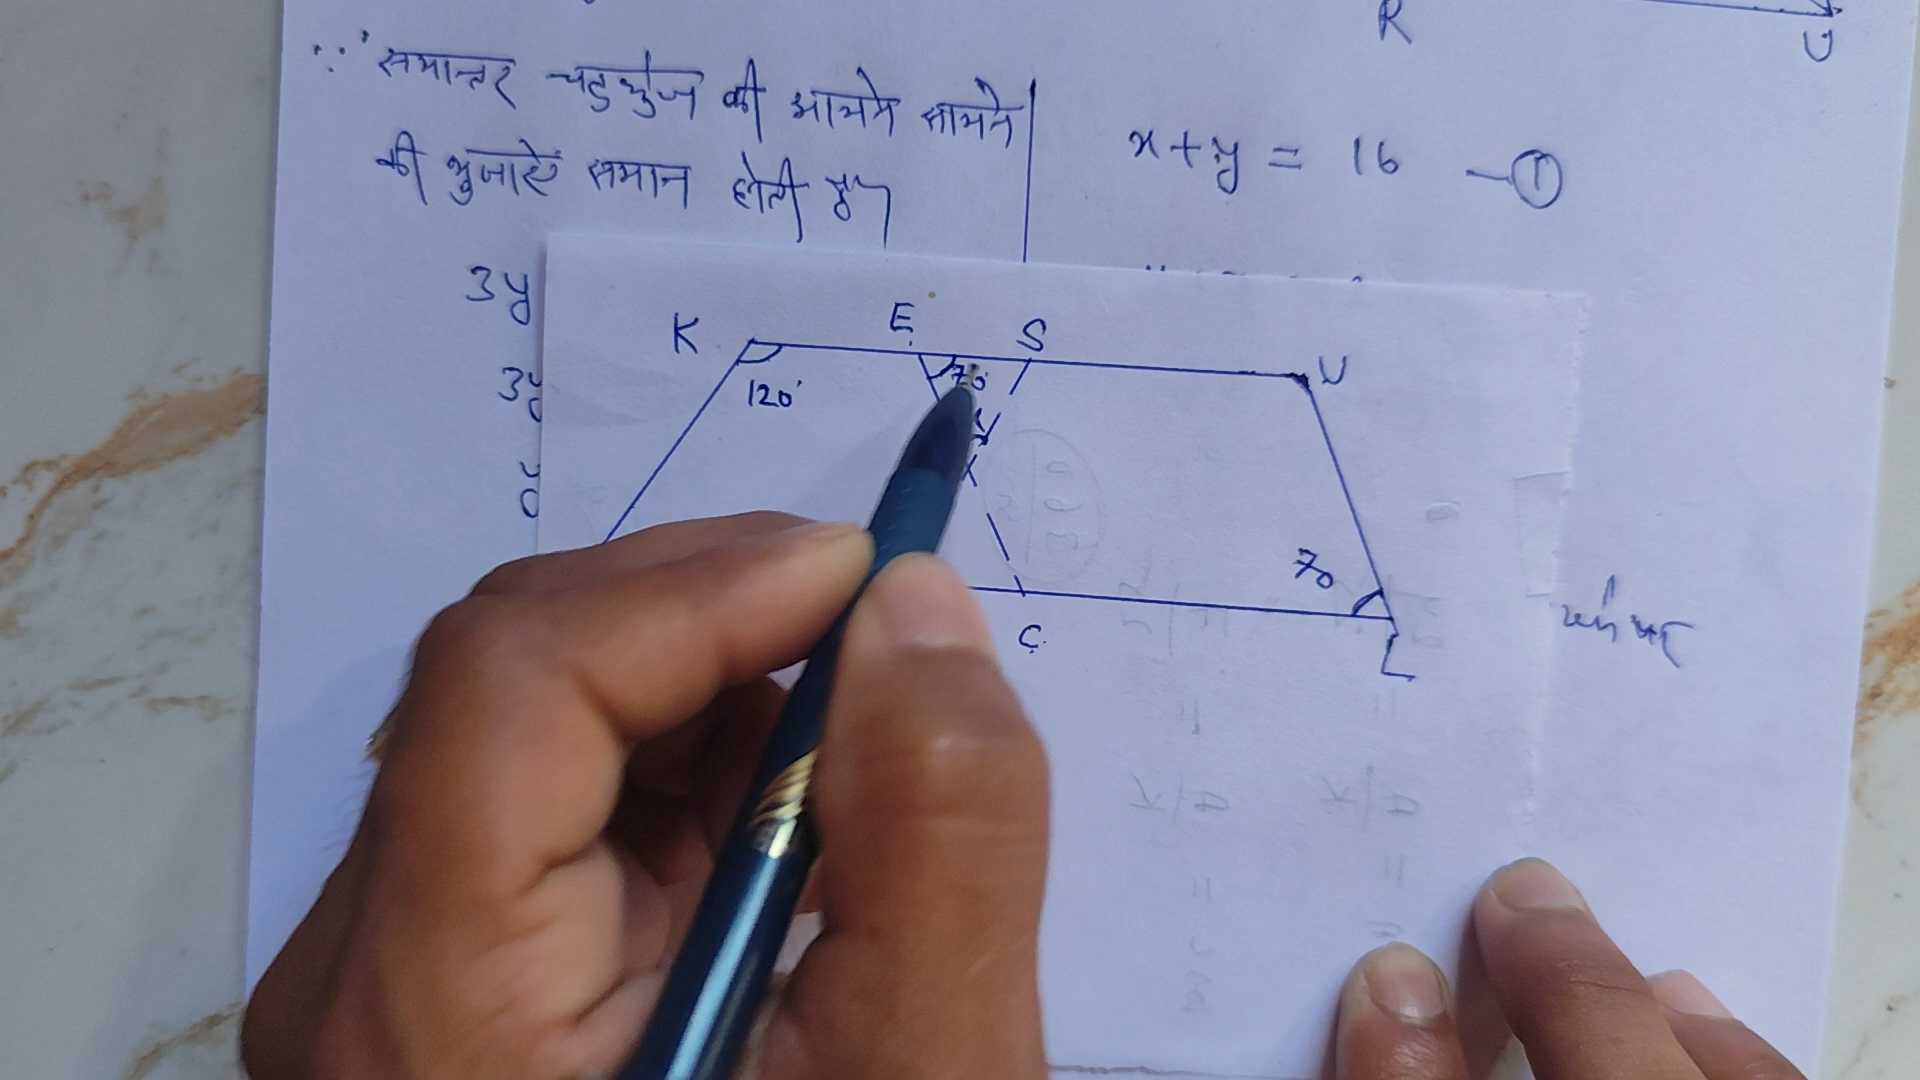 R
U
∵ समान्तर चतुर्भुज की आमने सामने
की भुजाएँ समान होती हैं
x + y = 16 —①
3y
3y
y
K
E
S
U
120°
70°
x
70
C
L